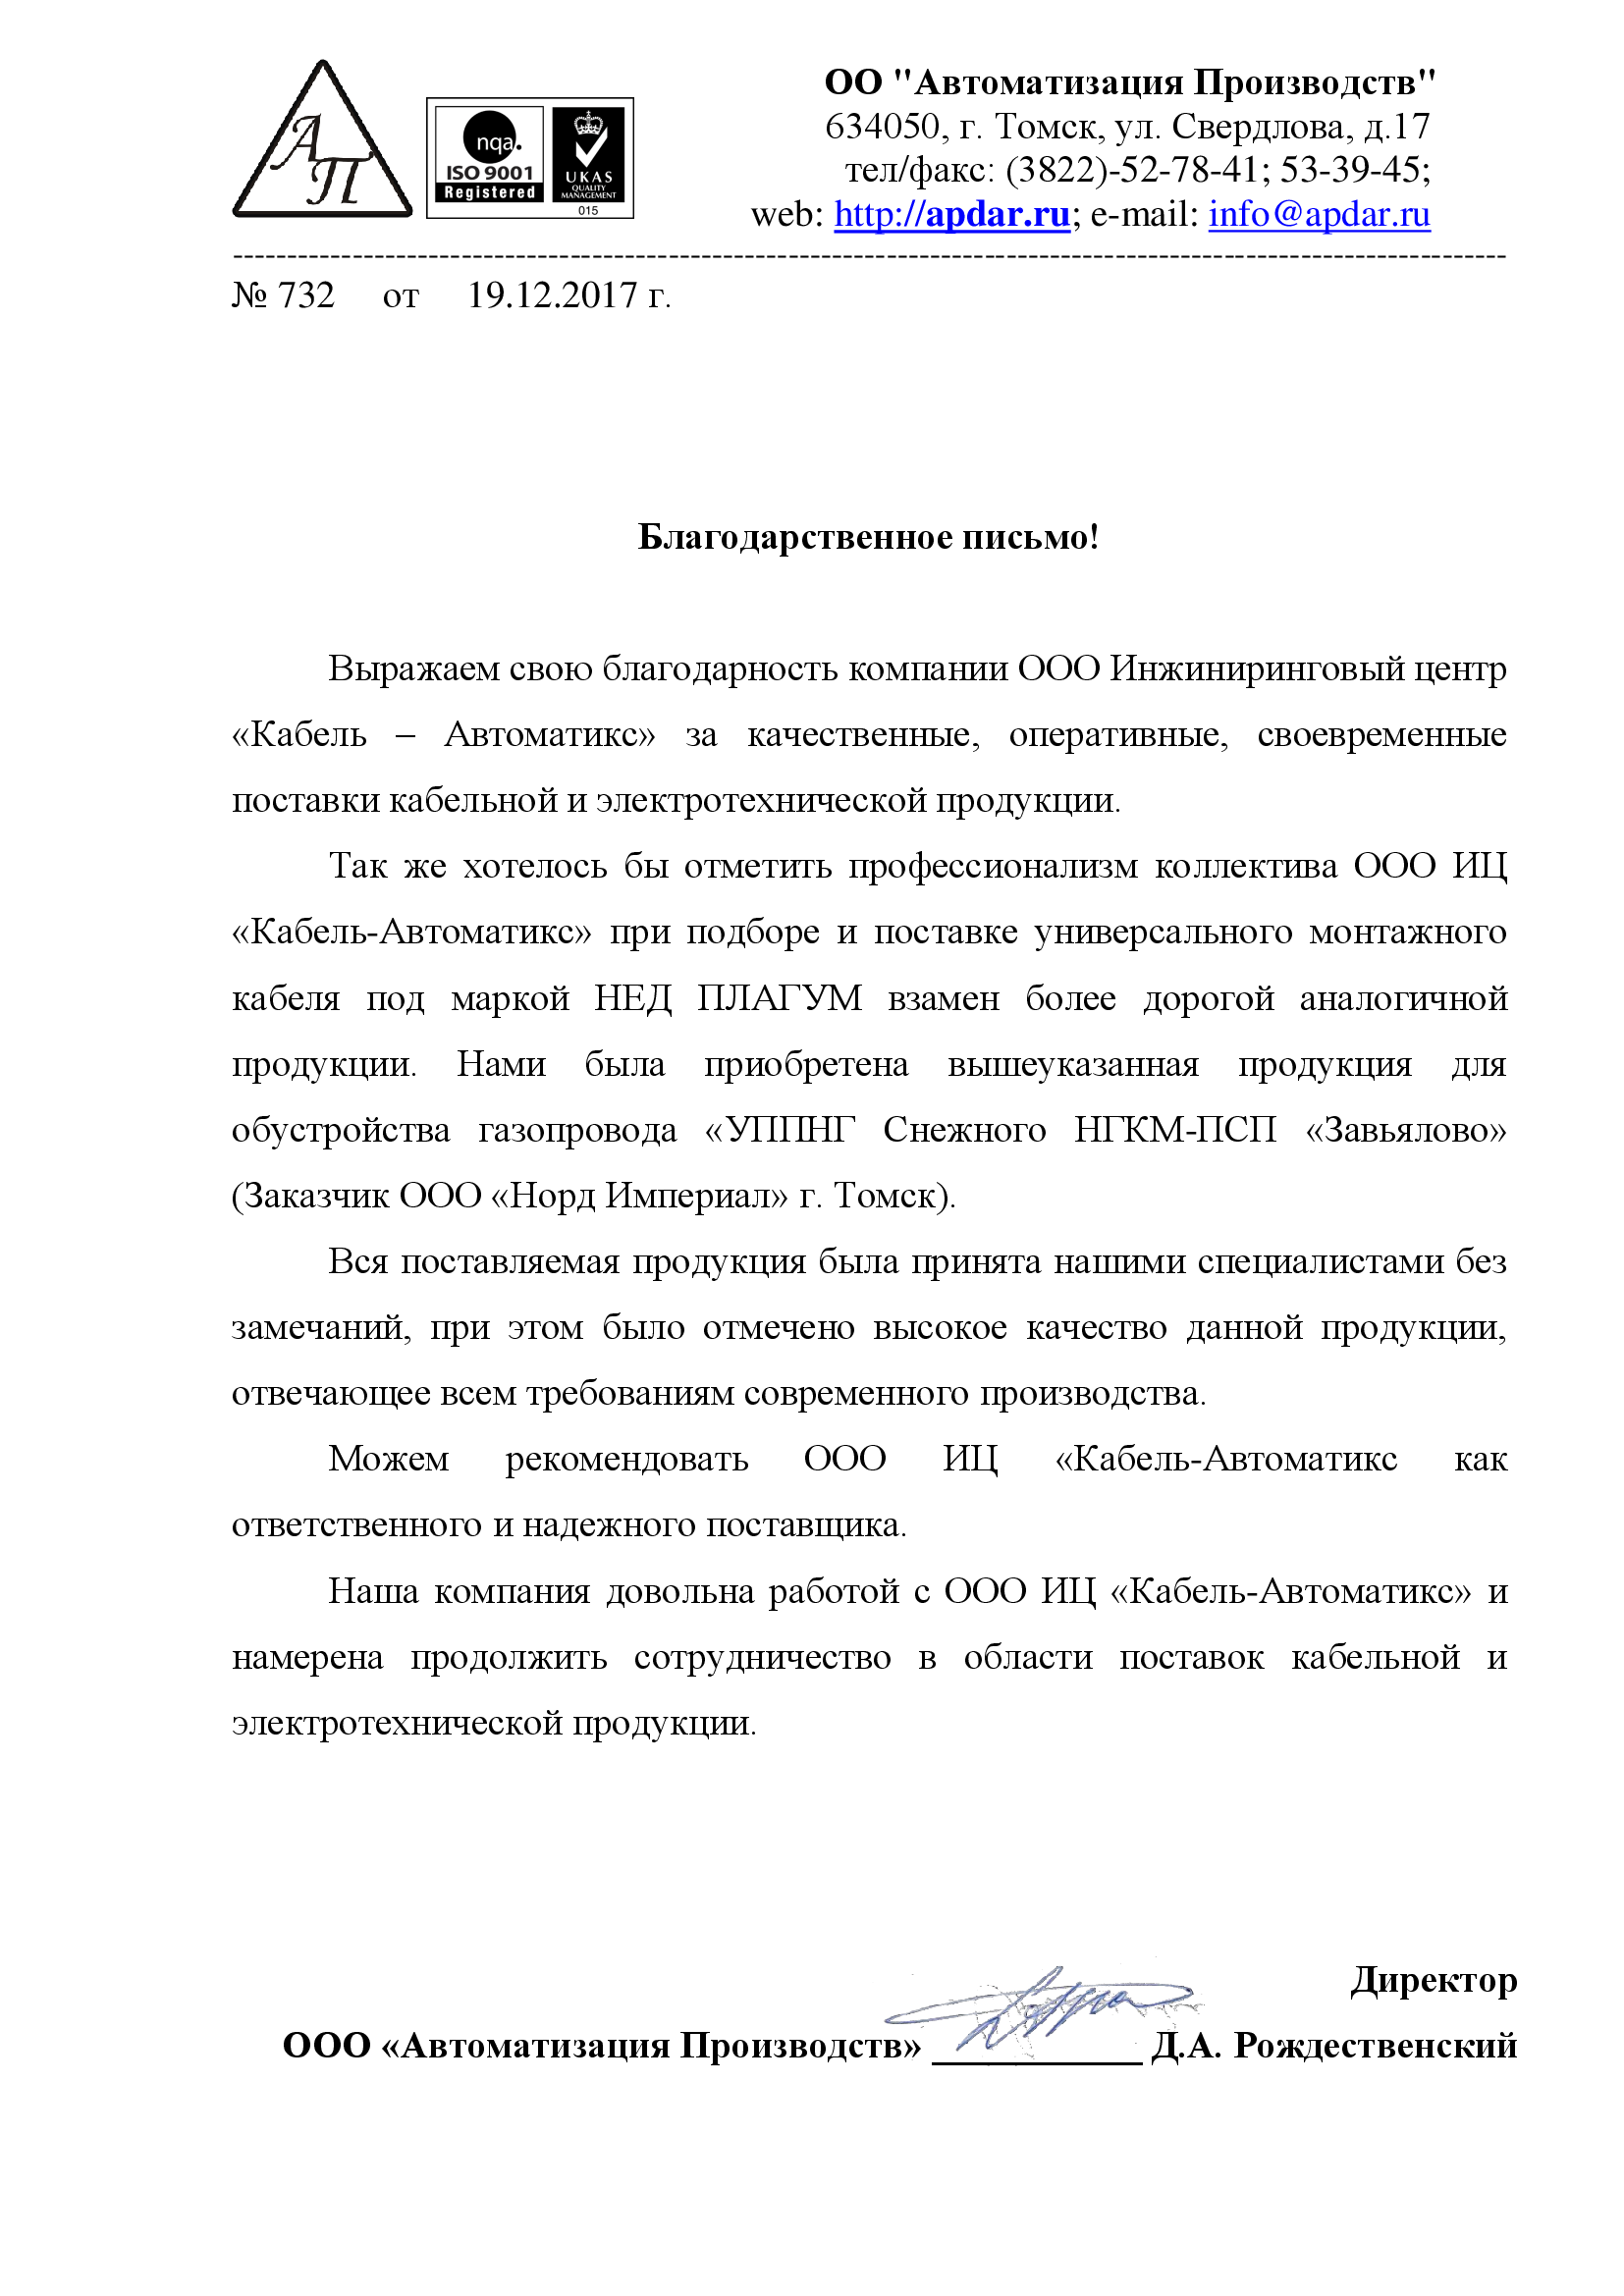 АП
nqa.
ISO 9001
Registered
UKAS
QUALITY
MANAGEMENT
015
ОО "Автоматизация Производств"
634050, г. Томск, ул. Свердлова, д.17
тел/факс: (3822)-52-78-41; 53-39-45;
web: http://apdar.ru; e-mail: info@apdar.ru
№ 732 от 19.12.2017 г.
Благодарственное письмо!
Выражаем свою благодарность компании ООО Инжиниринговый центр
«Кабель – Автоматикс» за качественные, оперативные, своевременные
поставки кабельной и электротехнической продукции.
Так же хотелось бы отметить профессионализм коллектива ООО ИЦ
«Кабель-Автоматикс» при подборе и поставке универсального монтажного
кабеля под маркой НЕД ПЛАГУМ взамен более дорогой аналогичной
продукции. Нами была приобретена вышеуказанная продукция для
обустройства газопровода «УППНГ Снежного НГКМ-ПСП «Завьялово»
(Заказчик ООО «Норд Империал» г. Томск).
Вся поставляемая продукция была принята нашими специалистами без
замечаний, при этом было отмечено высокое качество данной продукции,
отвечающее всем требованиям современного производства.
Можем рекомендовать ООО ИЦ «Кабель-Автоматикс как
ответственного и надежного поставщика.
Наша компания довольна работой с ООО ИЦ «Кабель-Автоматикс» и
намерена продолжить сотрудничество в области поставок кабельной и
электротехнической продукции.
Директор
ООО «Автоматизация Производств» ___________ Д.А. Рождественский